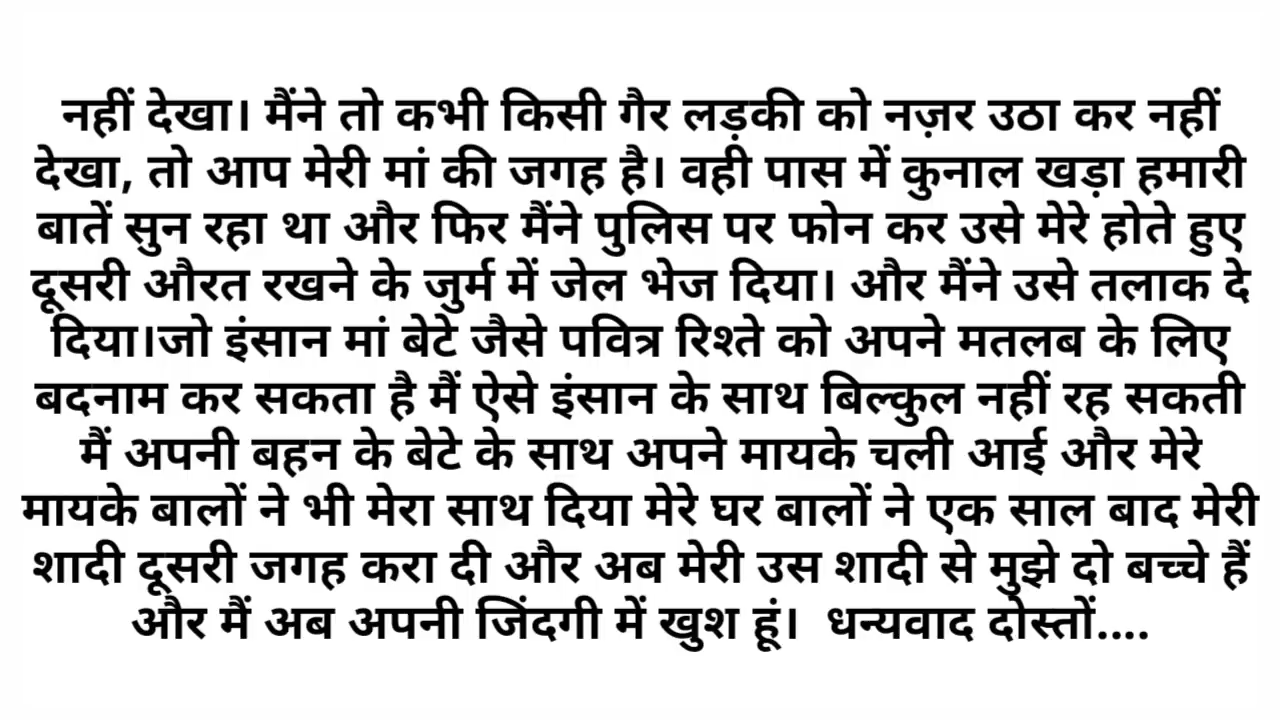 नहीं देखा। मैंने तो कभी किसी गैर लड़की को नज़र उठा कर नहीं
देखा, तो आप मेरी मां की जगह है। वही पास में कुनाल खड़ा हमारी
बातें सुन रहा था और फिर मैंने पुलिस पर फोन कर उसे मेरे होते हुए
दूसरी औरत रखने के जुर्म में जेल भेज दिया। और मैंने उसे तलाक दे
दिया।जो इंसान मां बेटे जैसे पवित्र रिश्ते को अपने मतलब के लिए
बदनाम कर सकता है मैं ऐसे इंसान के साथ बिल्कुल नहीं रह सकती
मैं अपनी बहन के बेटे के साथ अपने मायके चली आई और मेरे
मायके बालों ने भी मेरा साथ दिया मेरे घर बालों ने एक साल बाद मेरी
शादी दूसरी जगह करा दी और अब मेरी उस शादी से मुझे दो बच्चे हैं
और मैं अब अपनी जिंदगी में खुश हूं।  धन्यवाद दोस्तों....